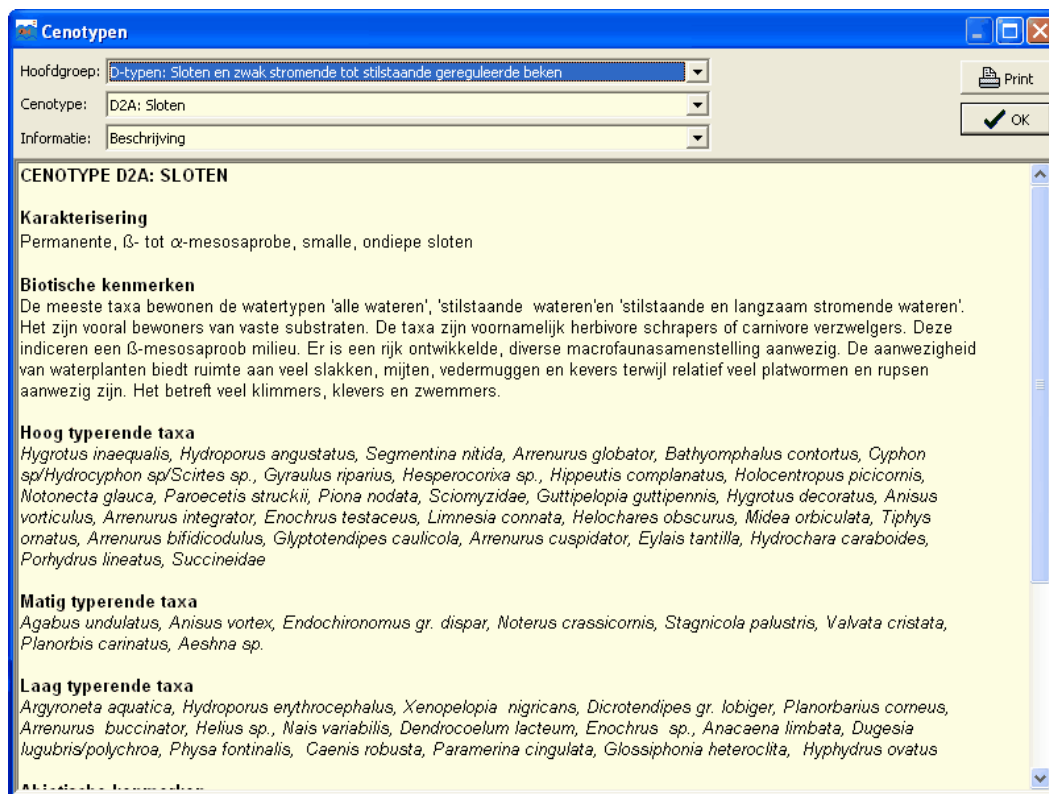 Cenotypen
Hoofdgroep: D-typen: Sloten en zwak stromende tot stilstaande gereguleerde beken
Print
Cenotype: D2A: Sloten
OK
Informatie: Beschrijving
CENOTYPE D2A: SLOTEN
Karakterisering
Permanente, ß- tot α-mesosaprobe, smalle, ondiepe sloten
Biotische kenmerken
De meeste taxa bewonen de watertypen 'alle wateren', 'stilstaande  wateren'en 'stilstaande en langzaam stromende wateren'.
Het zijn vooral bewoners van vaste substraten. De taxa zijn voornamelijk herbivore schrapers of carnivore verzwelgers. Deze
indiceren een ß-mesosaproob milieu. Er is een rijk ontwikkelde, diverse macrofaunasamenstelling aanwezig. De aanwezigheid
van waterplanten biedt ruimte aan veel slakken, mijten, vedermuggen en kevers terwijl relatief veel platwormen en rupsen
aanwezig zijn. Het betreft veel klimmers, klevers en zwemmers.
Hoog typerende taxa
Hygrotus inaequalis, Hydroporus angustatus, Segmentina nitida, Arrenurus globator, Bathyomphalus contortus, Cyphon
sp/Hydrocyphon sp/Scirtes sp., Gyraulus riparius, Hesperocorixa sp., Hippeutis complanatus, Holocentropus picicornis,
Notonecta glauca, Paroecetis struckii, Piona nodata, Sciomyzidae, Guttipelopia guttipennis, Hygrotus decoratus, Anisus
vorticulus, Arrenurus integrator, Enochrus testaceus, Limnesia connata, Helochares obscurus, Midea orbiculata, Tiphys
ornatus, Arrenurus bifidicodulus, Glyptotendipes caulicola, Arrenurus cuspidator, Eylais tantilla, Hydrochara caraboides,
Porhydrus lineatus, Succineidae
Matig typerende taxa
Agabus undulatus, Anisus vortex, Endochironomus gr. dispar, Noterus crassicornis, Stagnicola palustris, Valvata cristata,
Planorbis carinatus, Aeshna sp.
Laag typerende taxa
Argyroneta aquatica, Hydroporus erythrocephalus, Xenopelopia  nigricans, Dicrotendipes gr. lobiger, Planorbarius corneus,
Arrenurus  buccinator, Helius sp., Nais variabilis, Dendrocoelum lacteum, Enochrus  sp., Anacaena limbata, Dugesia
lugubris/polychroa, Physa fontinalis,  Caenis robusta, Paramerina cingulata, Glossiphonia heteroclita,  Hyphydrus ovatus
Abiotische kenmerken